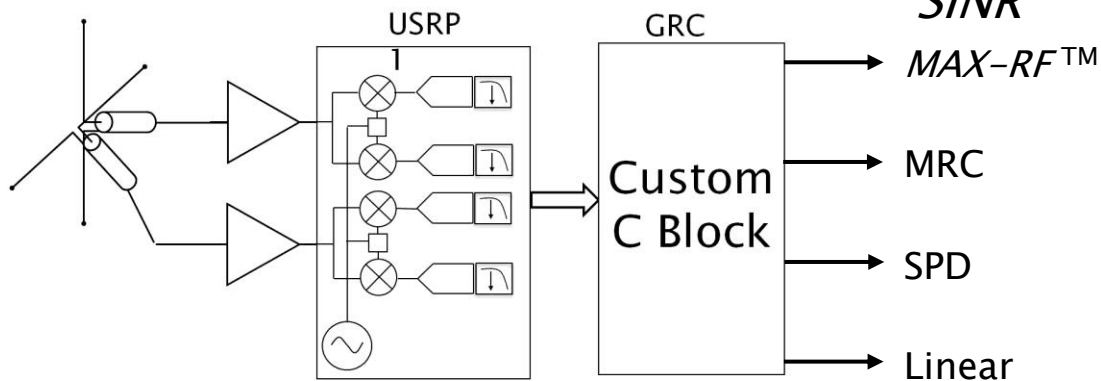 SINR
USRP
1
GRC
MAX-RF™
Custom
C Block
MRC
SPD
Linear